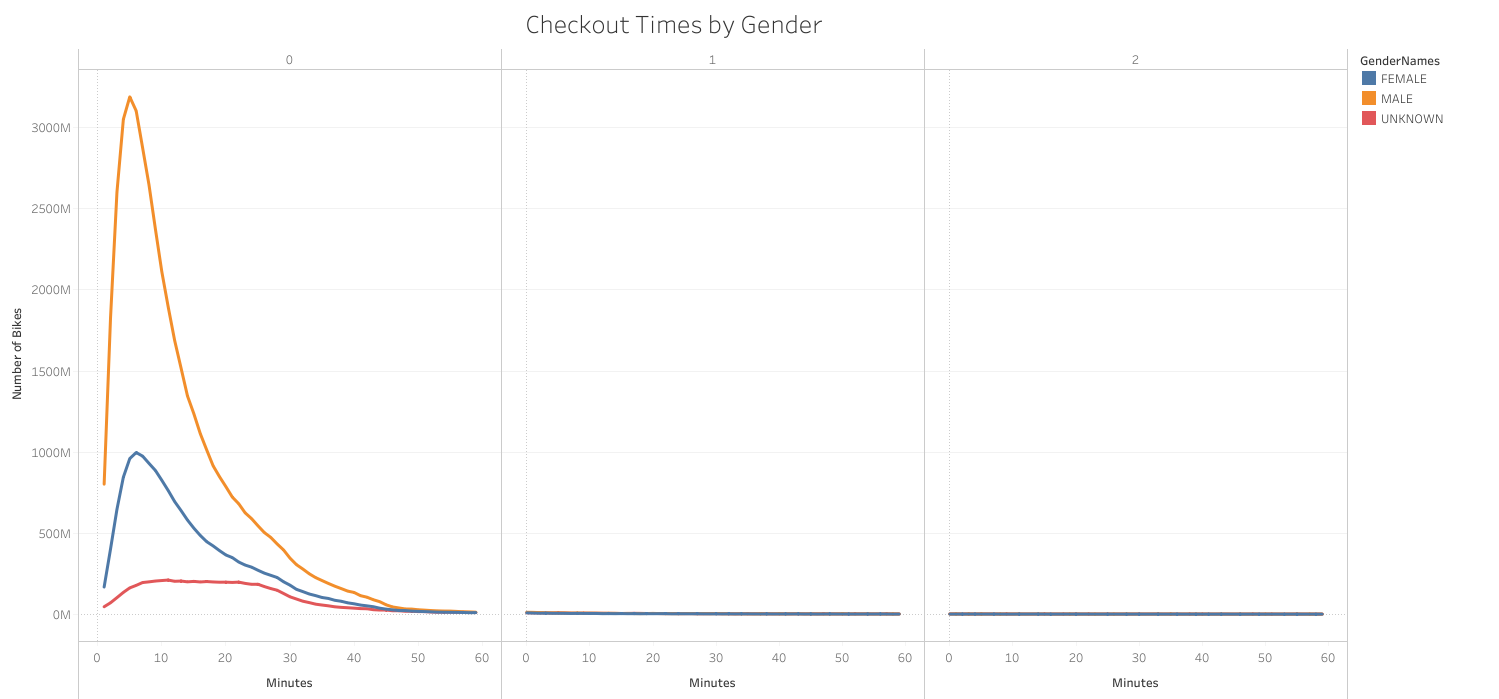 Checkout Times by Gender
0 1 2
GenderNames
FEMALE
MALE
UNKNOWN
Number of Bikes
3000M
2500M
2000M
1500M
1000M
500M
0M
0 10 20 30 40 50 60 0 10 20 30 40 50 60 0 10 20 30 40 50 60
Minutes Minutes Minutes